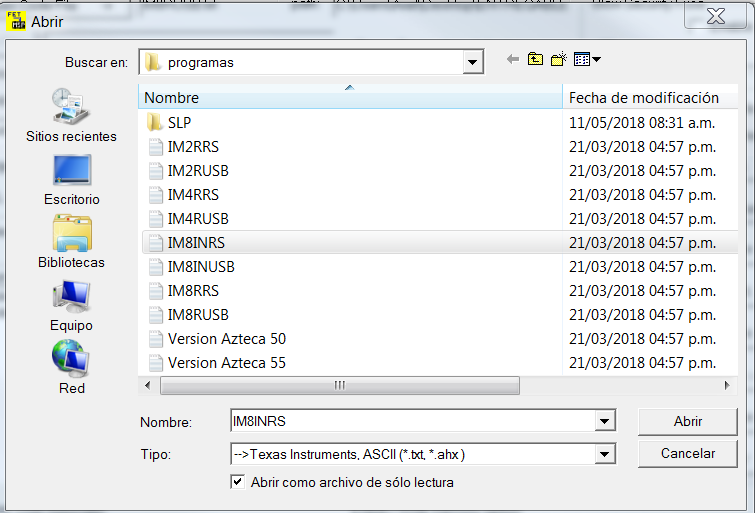 Abrir
Buscar en: programas
Nombre Fecha de modificación
SLP 11/05/2018 08:31 a.m.
IM2RRS 21/03/2018 04:57 p.m.
IM2RUSB 21/03/2018 04:57 p.m.
IM4RRS 21/03/2018 04:57 p.m.
IM4RUSB 21/03/2018 04:57 p.m.
IM8INRS 21/03/2018 04:57 p.m.
IM8INUSB 21/03/2018 04:57 p.m.
IM8RRS 21/03/2018 04:57 p.m.
IM8RUSB 21/03/2018 04:57 p.m.
Version Azteca 50 21/03/2018 04:57 p.m.
Version Azteca 55 21/03/2018 04:57 p.m.
Sitios recientes
Escritorio
Bibliotecas
Equipo
Red
Nombre: IM8INRS Abrir
Tipo: -->Texas Instruments, ASCII (*.txt, *.ahx ) Cancelar
Abrir como archivo de sólo lectura